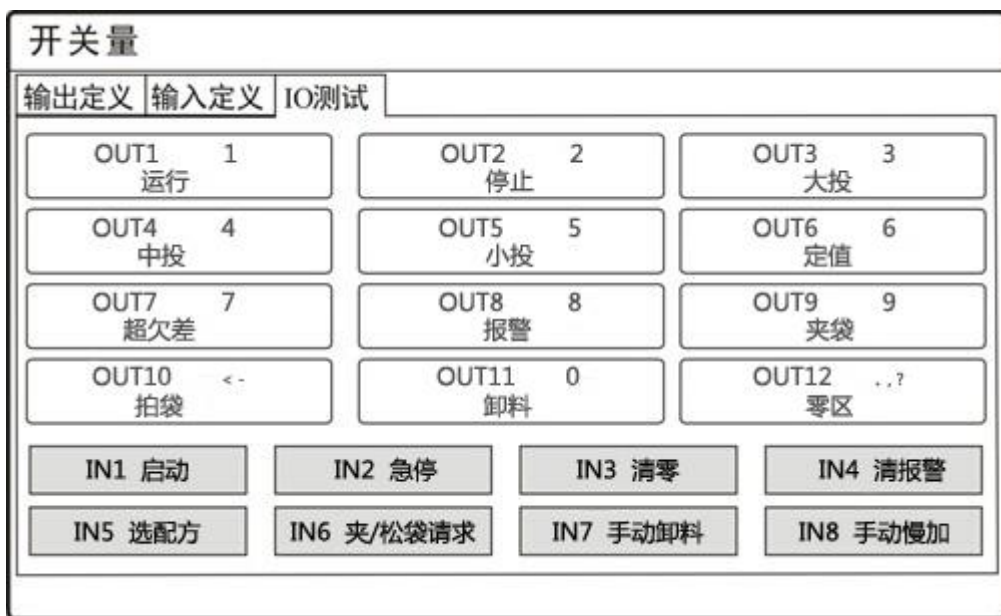 开关量
输出定义 输入定义 IO测试
OUT1 1 OUT2 2 OUT3 3
运行 停止 大投
OUT4 4 OUT5 5 OUT6 6
中投 小投 定值
OUT7 7 OUT8 8 OUT9 9
超欠差 报警 夹袋
OUT10 <- OUT11 0 OUT12 .,?
拍袋 卸料 零区
IN1 启动 IN2 急停 IN3 清零 IN4 清报警
IN5 选配方 IN6 夹/松袋请求 IN7 手动卸料 IN8 手动慢加